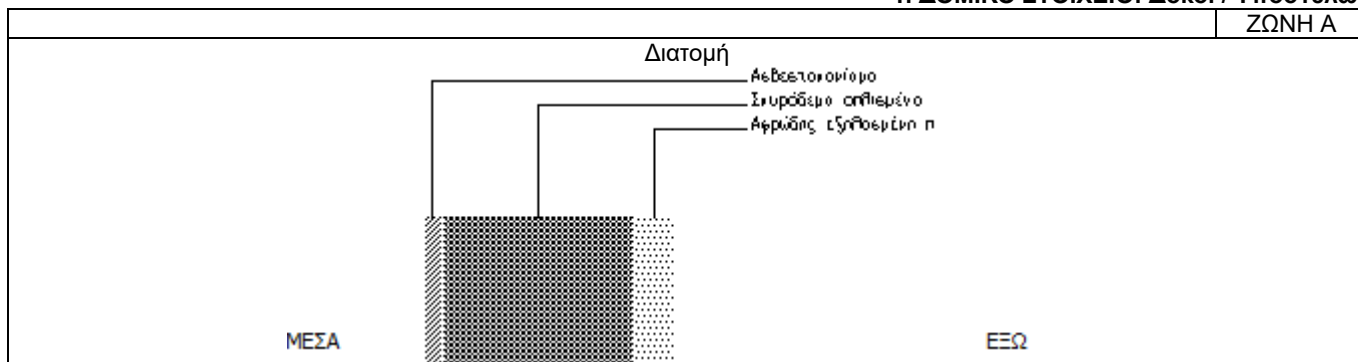 ΖΩΝΗ Α
Διατομή
Ασβεστοκονίαμα
Σκυρόδεμα οπλισμένο
Αφρώδης εξηλασμένη π
ΜΕΣΑ
ΕΞΩ